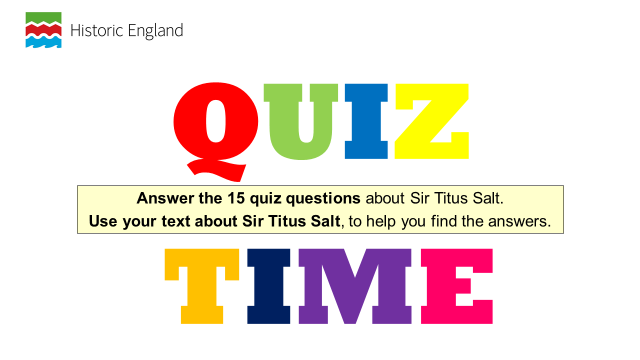 Historic England
QUIZ
Answer the 15 quiz questions about Sir Titus Salt.
Use your text about Sir Titus Salt, to help you find the answers.
TIME